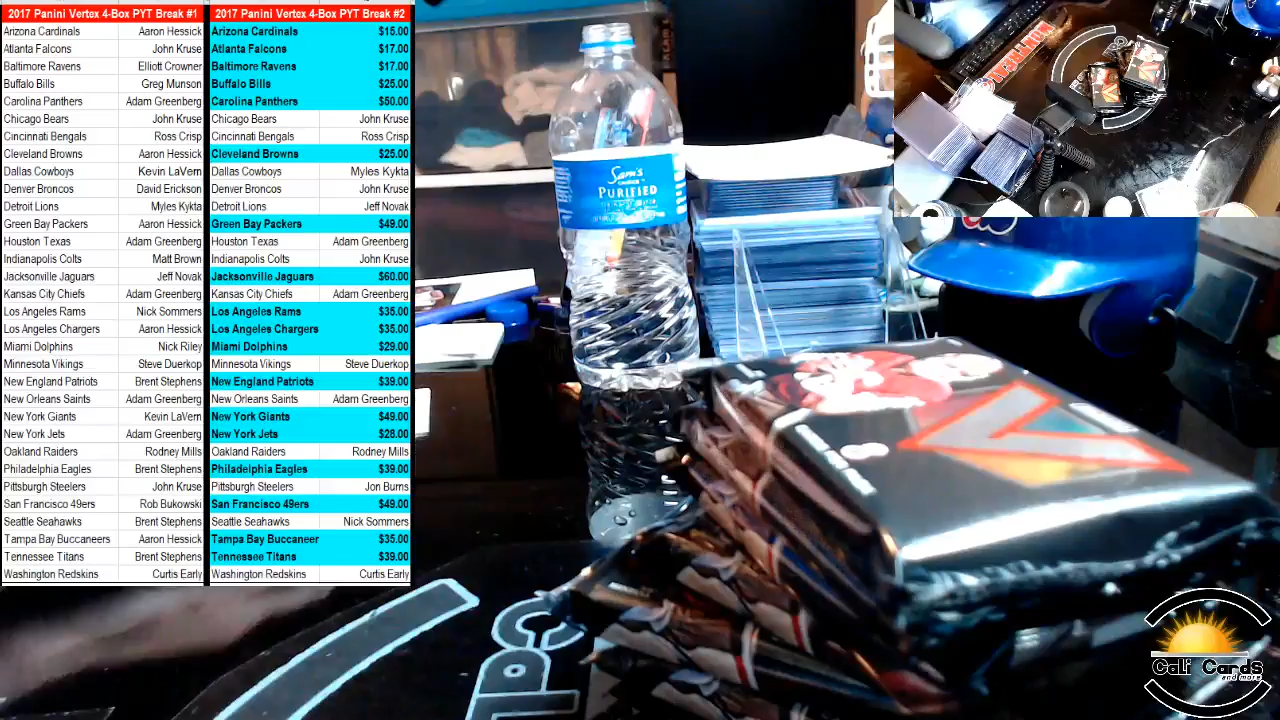 2017 Panini Vertex 4-Box PYT Break #1
Arizona Cardinals Aaron Hessick
Atlanta Falcons John Kruse
Baltimore Ravens Elliott Crowner
Buffalo Bills Greg Munson
Carolina Panthers Adam Greenberg
Chicago Bears John Kruse
Cincinnati Bengals Ross Crisp
Cleveland Browns Aaron Hessick
Dallas Cowboys Kevin LaVern
Denver Broncos David Erickson
Detroit Lions Myles Kykta
Green Bay Packers Aaron Hessick
Houston Texas Adam Greenberg
Indianapolis Colts Matt Brown
Jacksonville Jaguars Jeff Novak
Kansas City Chiefs Adam Greenberg
Los Angeles Rams Nick Sommers
Los Angeles Chargers Aaron Hessick
Miami Dolphins Nick Riley
Minnesota Vikings Steve Duerkop
New England Patriots Brent Stephens
New Orleans Saints Adam Greenberg
New York Giants Kevin LaVern
New York Jets Adam Greenberg
Oakland Raiders Rodney Mills
Philadelphia Eagles Brent Stephens
Pittsburgh Steelers John Kruse
San Francisco 49ers Rob Bukowski
Seattle Seahawks Brent Stephens
Tampa Bay Buccaneers Aaron Hessick
Tennessee Titans Brent Stephens
Washington Redskins Curtis Early
2017 Panini Vertex 4-Box PYT Break #2
Arizona Cardinals $15.00
Atlanta Falcons $17.00
Baltimore Ravens $17.00
Buffalo Bills $25.00
Carolina Panthers $50.00
Chicago Bears John Kruse
Cincinnati Bengals Ross Crisp
Cleveland Browns $25.00
Dallas Cowboys Myles Kykta
Denver Broncos John Kruse
Detroit Lions Jeff Novak
Green Bay Packers $49.00
Houston Texas Adam Greenberg
Indianapolis Colts John Kruse
Jacksonville Jaguars $60.00
Kansas City Chiefs Adam Greenberg
Los Angeles Rams $35.00
Los Angeles Chargers $35.00
Miami Dolphins $29.00
Minnesota Vikings Steve Duerkop
New England Patriots $39.00
New Orleans Saints Adam Greenberg
New York Giants $49.00
New York Jets $28.00
Oakland Raiders Rodney Mills
Philadelphia Eagles $39.00
Pittsburgh Steelers Jon Burns
San Francisco 49ers $49.00
Seattle Seahawks Nick Sommers
Tampa Bay Buccaneer $35.00
Tennessee Titans $39.00
Washington Redskins Curtis Early
Sam's
PURIFIED
Cali Cards
and more